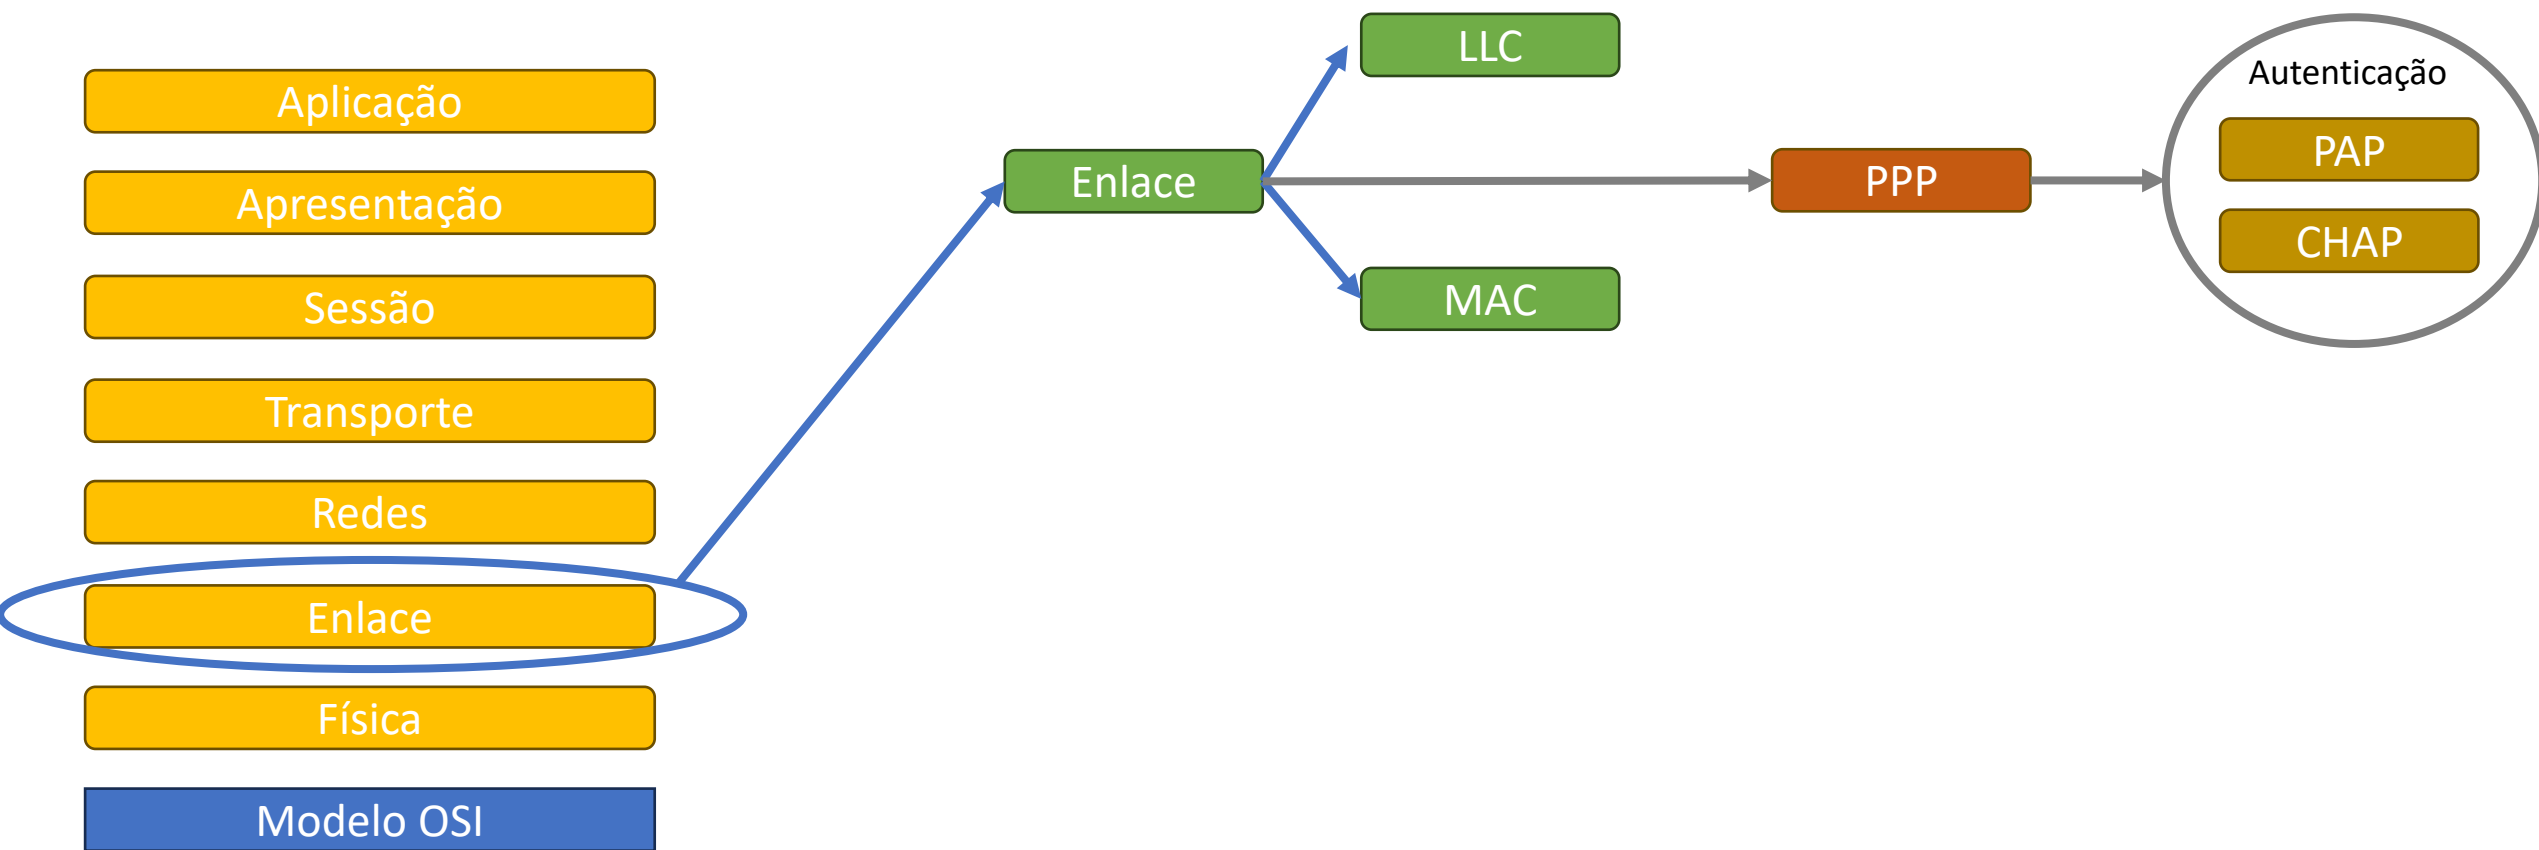 Aplicação
Apresentação
Sessão
Transporte
Redes
Enlace
Física
Modelo OSI
Enlace
LLC
MAC
PPP
Autenticação
PAP
CHAP